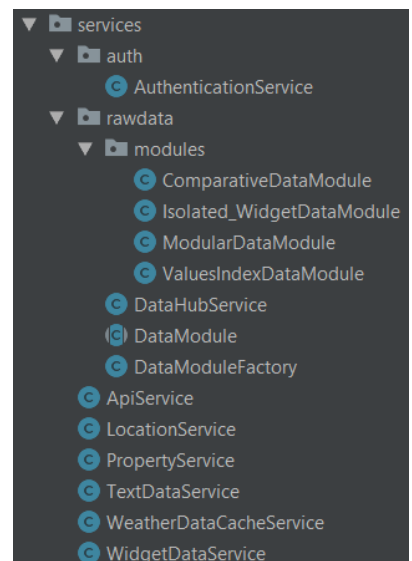 services
auth
C AuthenticationService
rawdata
modules
C ComparativeDataModule
C Isolated_WidgetDataModule
C ModularDataModule
C ValuesIndexDataModule
C DataHubService
C DataModule
C DataModuleFactory
C ApiService
C LocationService
C PropertyService
C TextDataService
C WeatherDataCacheService
C WidgetDataService